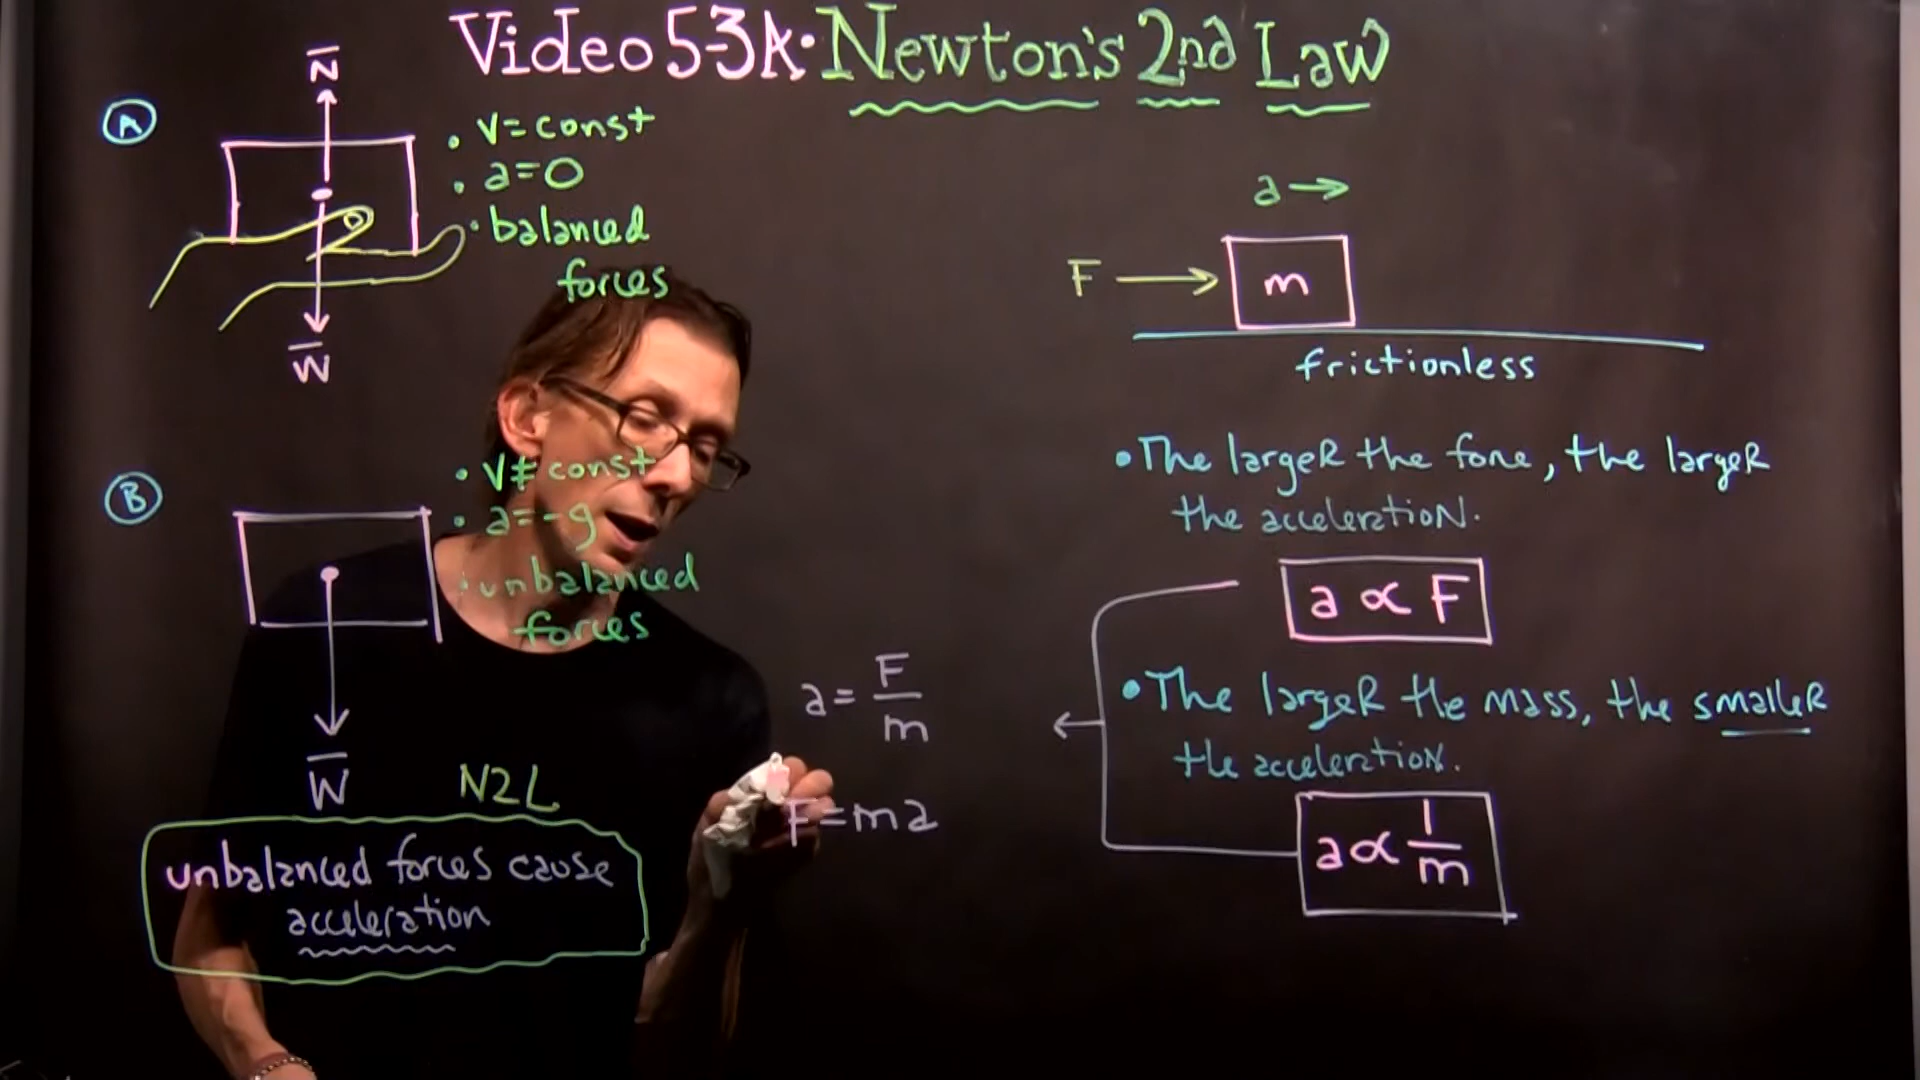 Video 5-3A: Newton's 2nd Law
A
N
• v = const
• a = 0
• balanced
forces
W
B
• v ≠ const
• a = -g
• unbalanced
forces
W
N2L
unbalanced forces cause
acceleration
a = F/m
F = ma
a →
F → m
frictionless
• The larger the force, the larger
the acceleration.
a ∝ F
• The larger the mass, the smaller
the acceleration.
a ∝ 1/m